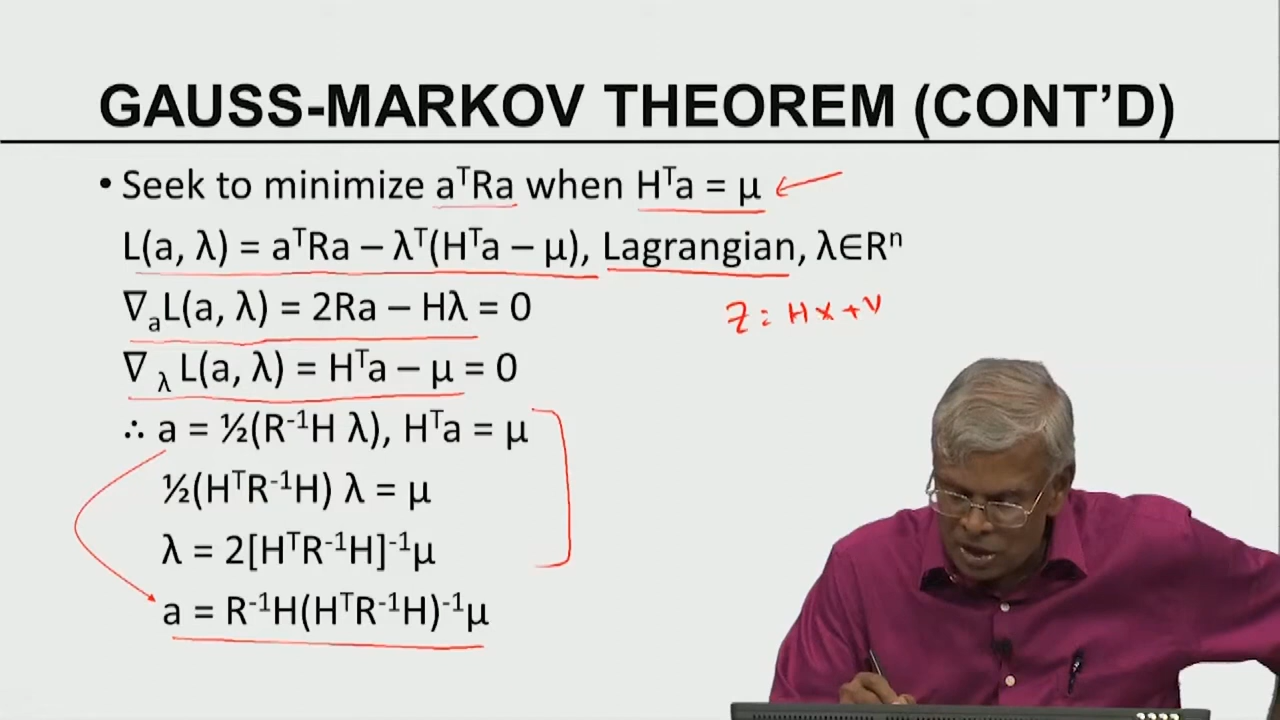 GAUSS-MARKOV THEOREM (CONT'D)
• Seek to minimize aᵀRa when Hᵀa = μ
L(a, λ) = aᵀRa – λᵀ(Hᵀa – μ), Lagrangian, λ∈Rⁿ
∇ₐL(a, λ) = 2Ra – Hλ = 0
Z = Hx + V
∇ λ L(a, λ) = Hᵀa – μ = 0
∴ a = ½(R⁻¹H λ), Hᵀa = μ
½(HᵀR⁻¹H) λ = μ
λ = 2[HᵀR⁻¹H]⁻¹μ
a = R⁻¹H(HᵀR⁻¹H)⁻¹μ